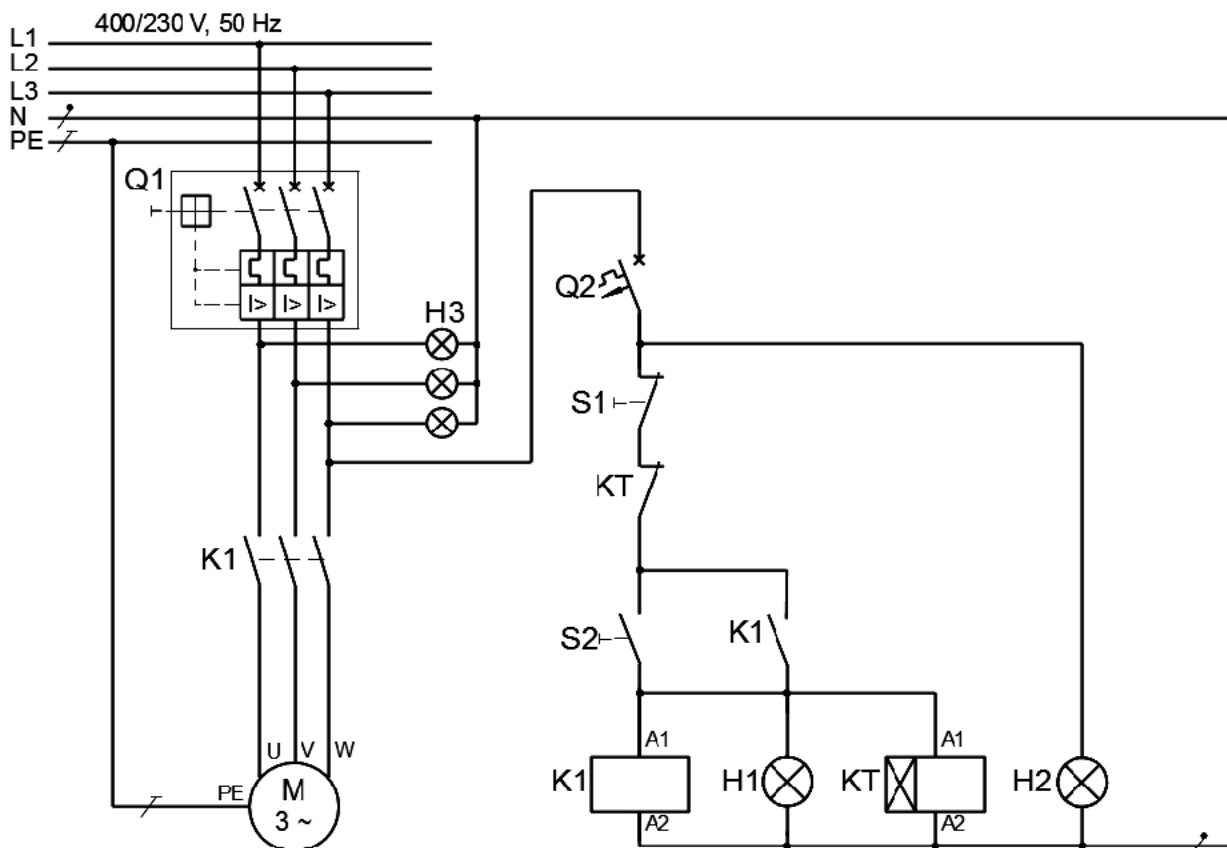 400/230 V, 50 Hz
L1
L2
L3
N
PE
Q1
I> I> I>
H3
Q2
S1
KT
K1
S2
K1
U V W
PE
M
3 ~
A1
A1
K1
H1
KT
H2
A2
A2